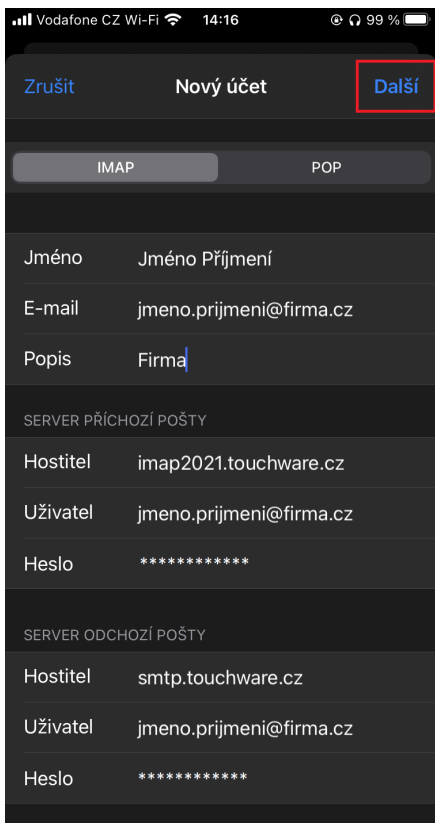 Vodafone CZ Wi-Fi 14:16 99 %
Zrušit Nový účet Další
IMAP POP
Jméno Jméno Příjmení
E-mail jmeno.prijmeni@firma.cz
Popis Firma
SERVER PŘÍCHOZÍ POŠTY
Hostitel imap2021.touchware.cz
Uživatel jmeno.prijmeni@firma.cz
Heslo ************
SERVER ODCHOZÍ POŠTY
Hostitel smtp.touchware.cz
Uživatel jmeno.prijmeni@firma.cz
Heslo ************